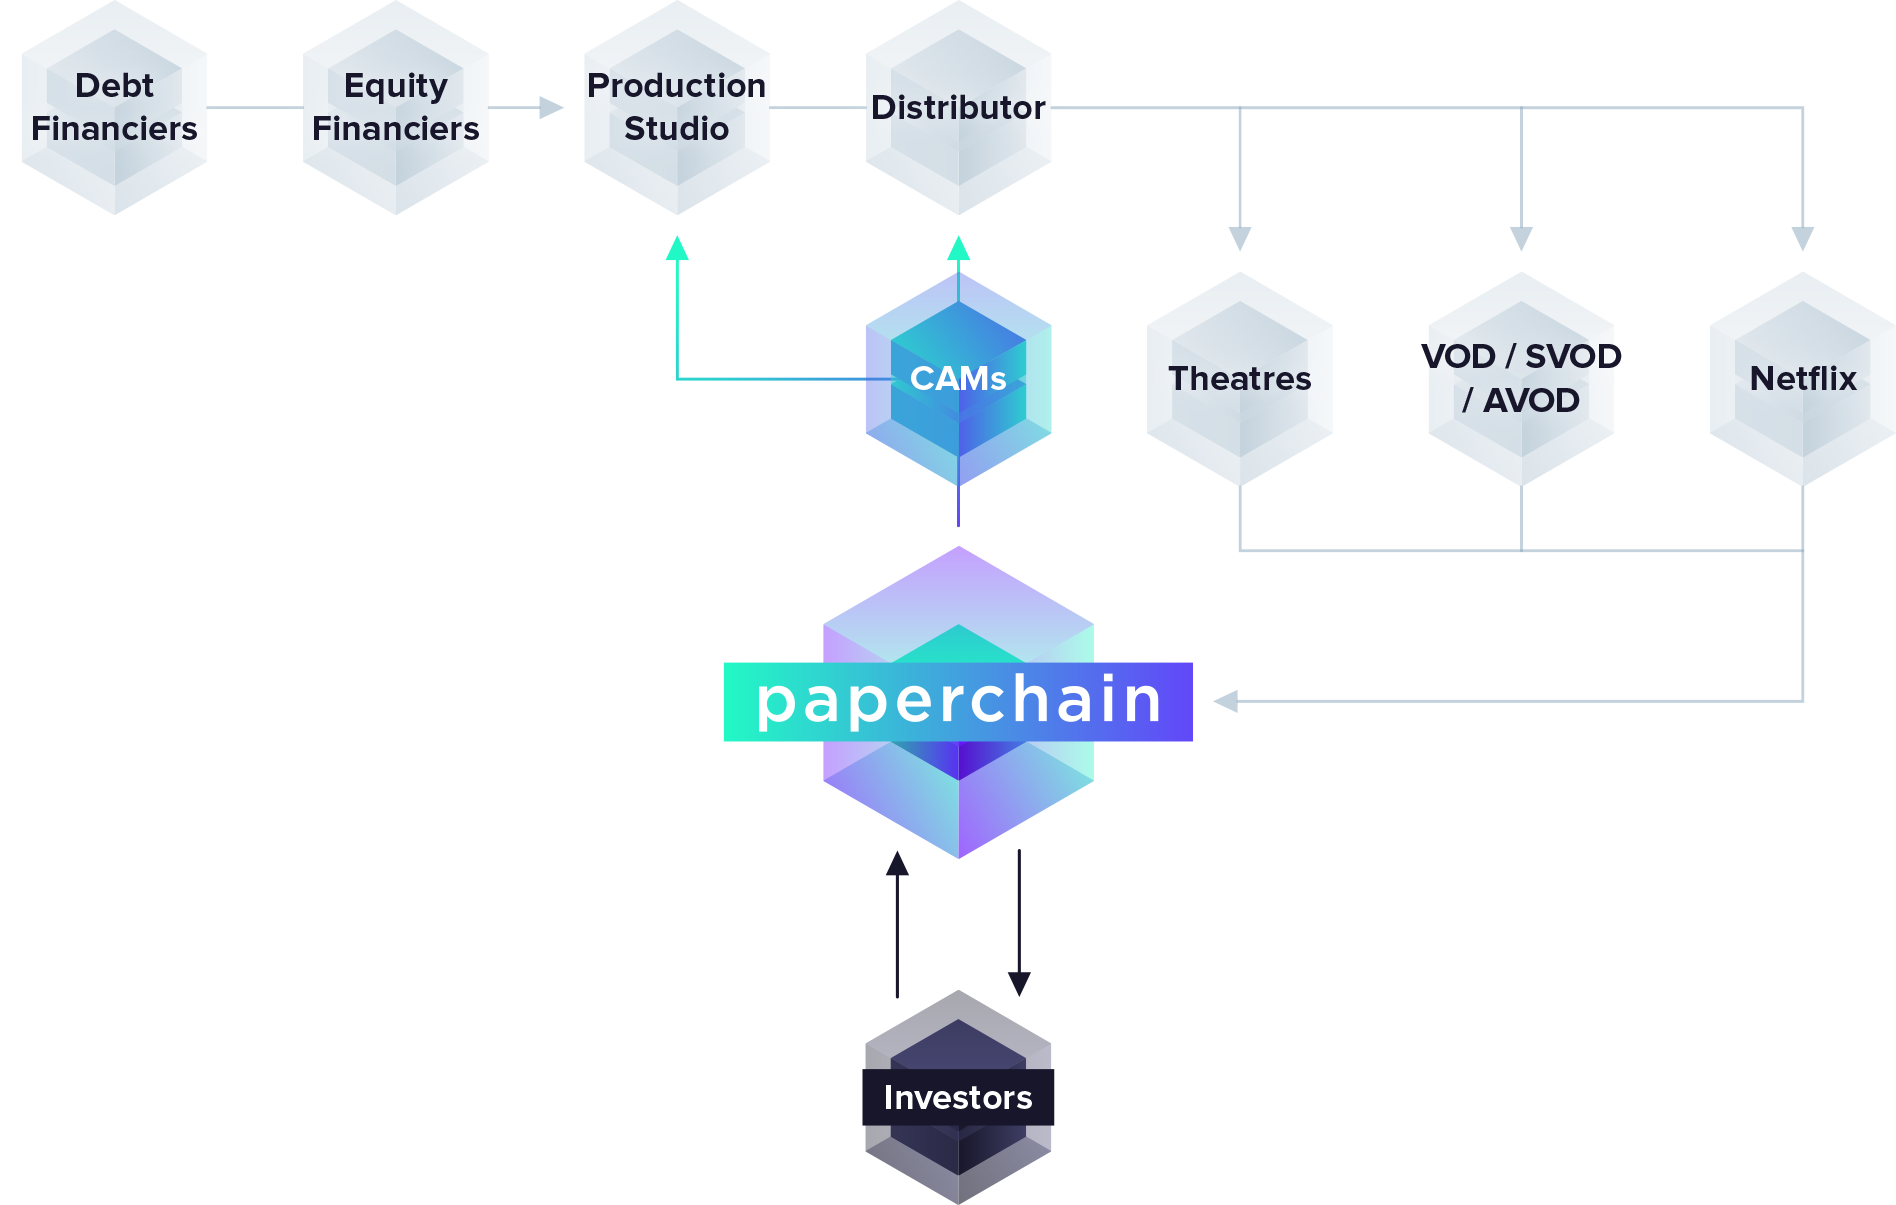 Debt
Financiers
Equity
Financiers
Production
Studio
Distributor
CAMs
Theatres
VOD / SVOD
/ AVOD
Netflix
paperchain
Investors